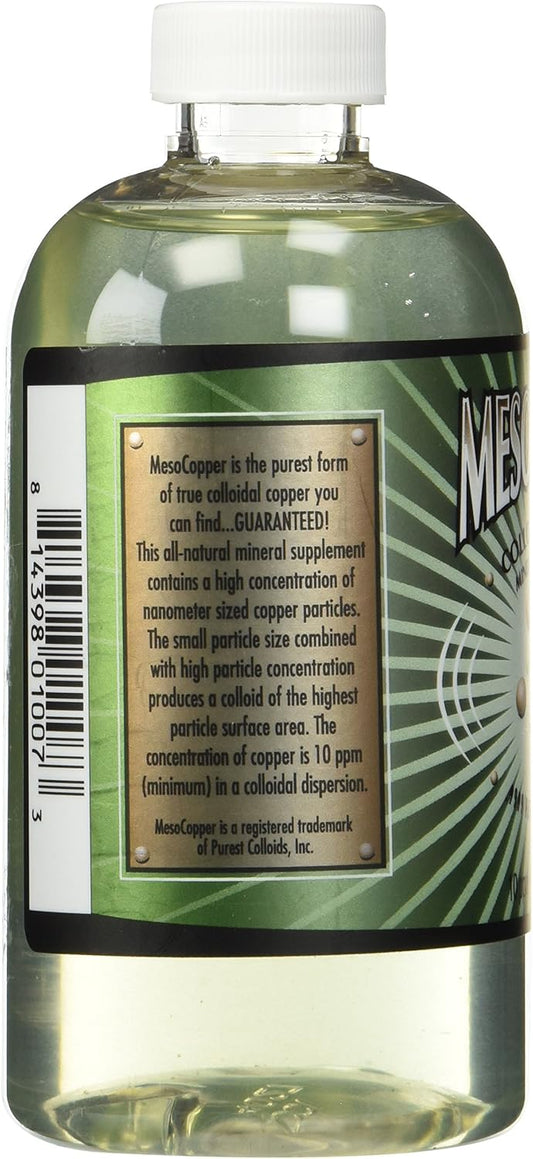 MesoCopper is the purest form
of true colloidal copper you
can find...GUARANTEED!
This all-natural mineral supplement
contains a high concentration of
nanometer sized copper particles.
The small particle size combined
with high particle concentration
produces a colloid of the highest
particle surface area. The
concentration of copper is 10 ppm
(minimum) in a colloidal dispersion.
MesoCopper is a registered trademark
of Purest Colloids, Inc.
8 14398 01007 3
MESO
COLL